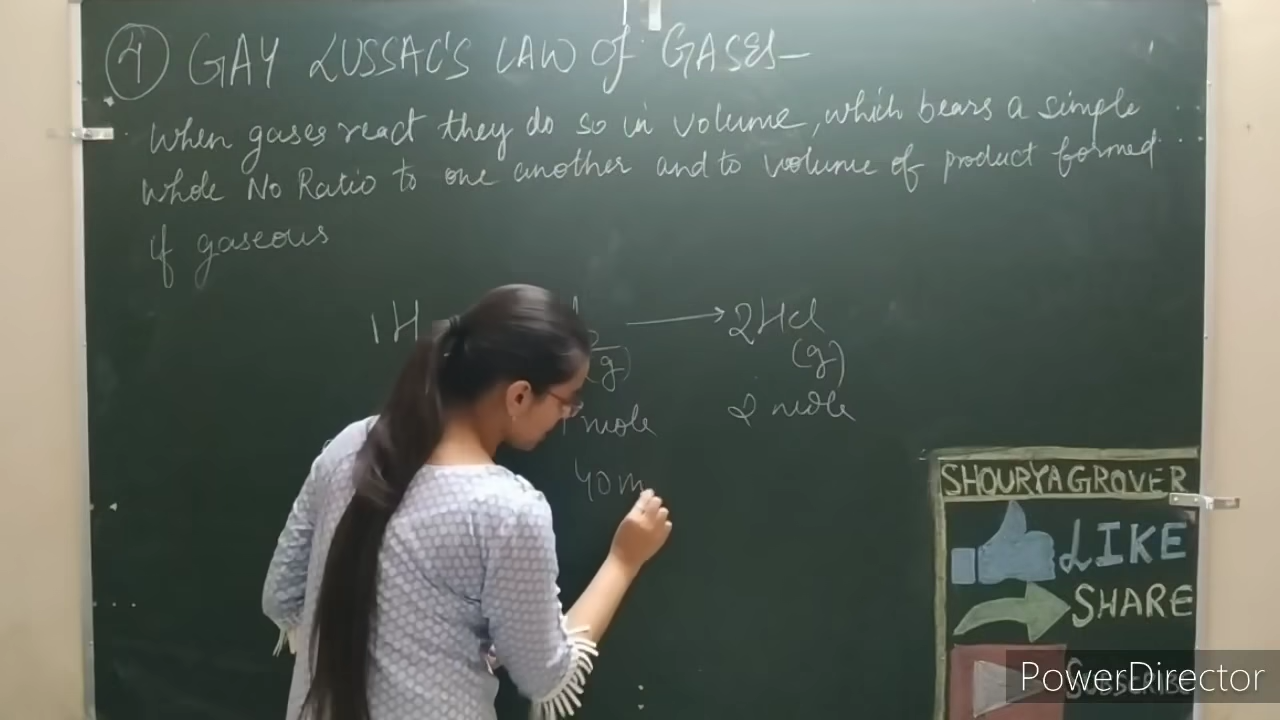 4 GAY LUSSAC'S LAW of GASES—
When gases react they do so in volume, which bears a simple
whole No Ratio to one another and to volume of product formed
if gaseous
1H → 2HCl
(g) (g)
mole 2 mole
40m
SHOURYA GROVER
LIKE
SHARE
SUBSCRIBE
PowerDirector